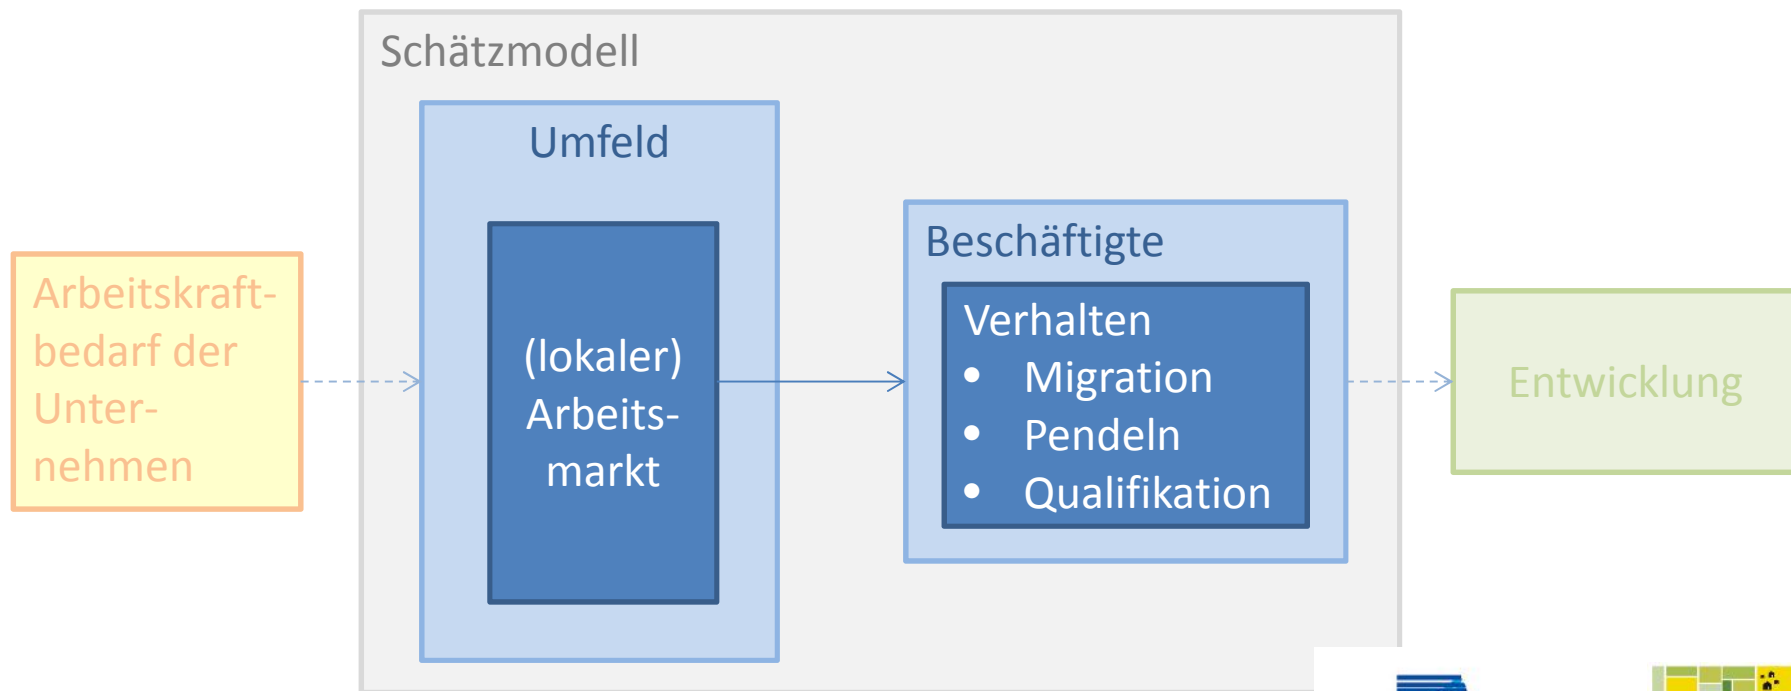 Schätzmodell
Umfeld
(lokaler)
Arbeits-
markt
Arbeitskraft-
bedarf der
Unter-
nehmen
Beschäftigte
Verhalten
• Migration
• Pendeln
• Qualifikation
Entwicklung